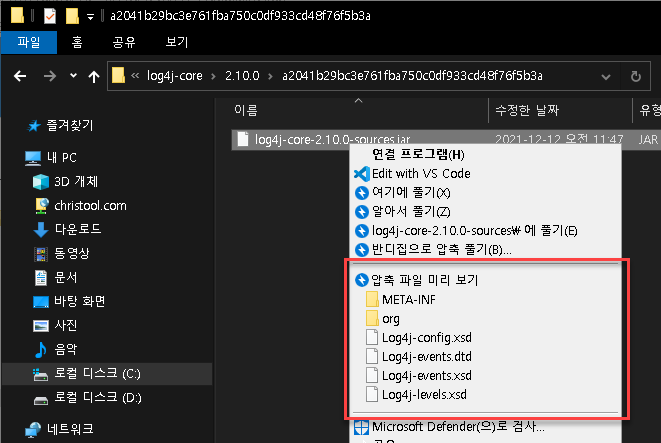 a2041b29bc3e761fba750c0df933cd48f76f5b3a
파일 홈 공유 보기
« log4j-core > 2.10.0 > a2041b29bc3e761fba750c0df933cd48f76f5b3a
이름 수정한 날짜 유형
즐겨찾기
내 PC
3D 개체
christool.com
다운로드
동영상
문서
바탕 화면
사진
음악
로컬 디스크 (C:)
로컬 디스크 (D:)
네트워크
log4j-core-2.10.0-sources.jar 2021-12-12 오전 11:47 JAR
연결 프로그램(H)
Edit with VS Code
여기에 풀기(X)
알아서 풀기(Z)
log4j-core-2.10.0-sources₩ 에 풀기(E)
반디집으로 압축 풀기(B)...
압축 파일 미리 보기
META-INF
org
Log4j-config.xsd
Log4j-events.dtd
Log4j-events.xsd
Log4j-levels.xsd
Microsoft Defender(으)로 검사...